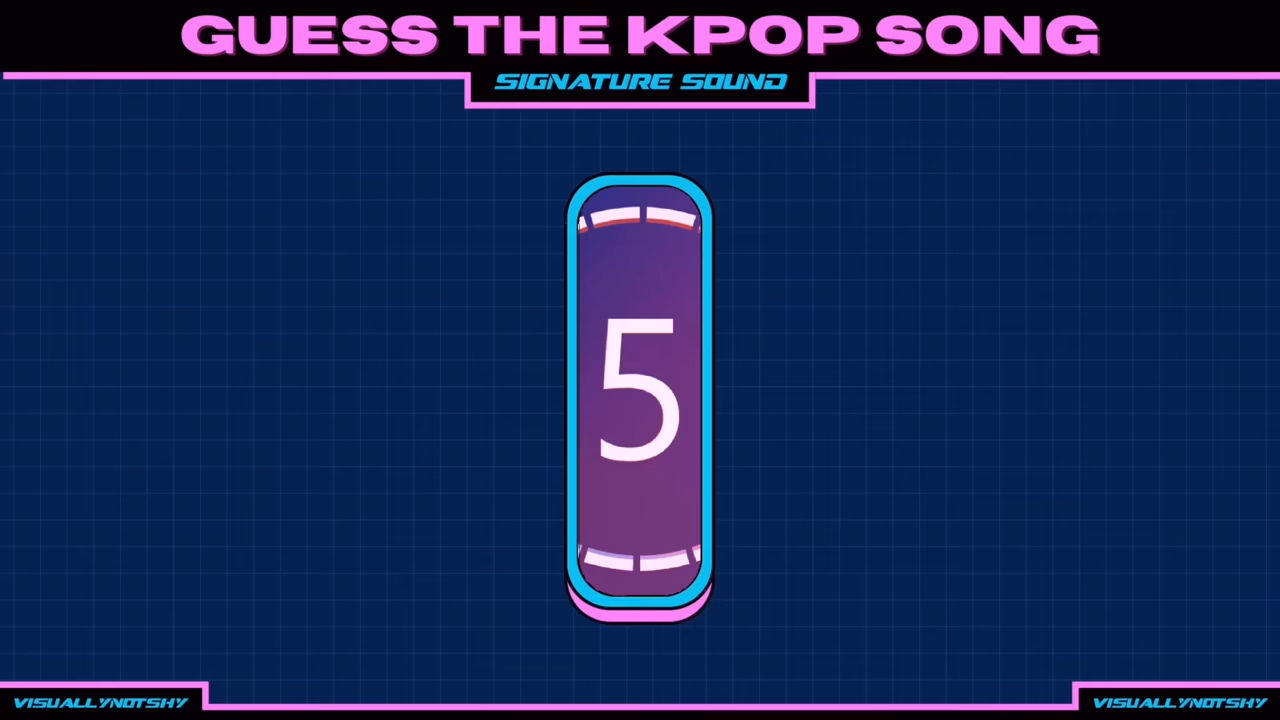 GUESS THE KPOP SONG
SIGNATURE SOUND
5
VISUALLYNOTSHY
VISUALLYNOTSHY